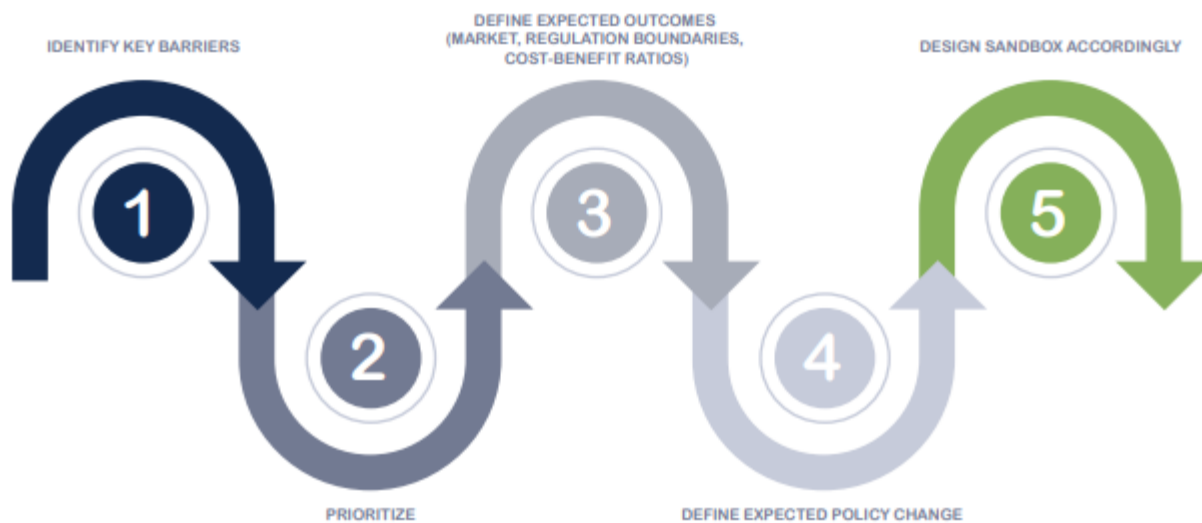 IDENTIFY KEY BARRIERS
1
PRIORITIZE
2
DEFINE EXPECTED OUTCOMES
(MARKET, REGULATION BOUNDARIES,
COST-BENEFIT RATIOS)
3
DEFINE EXPECTED POLICY CHANGE
4
DESIGN SANDBOX ACCORDINGLY
5